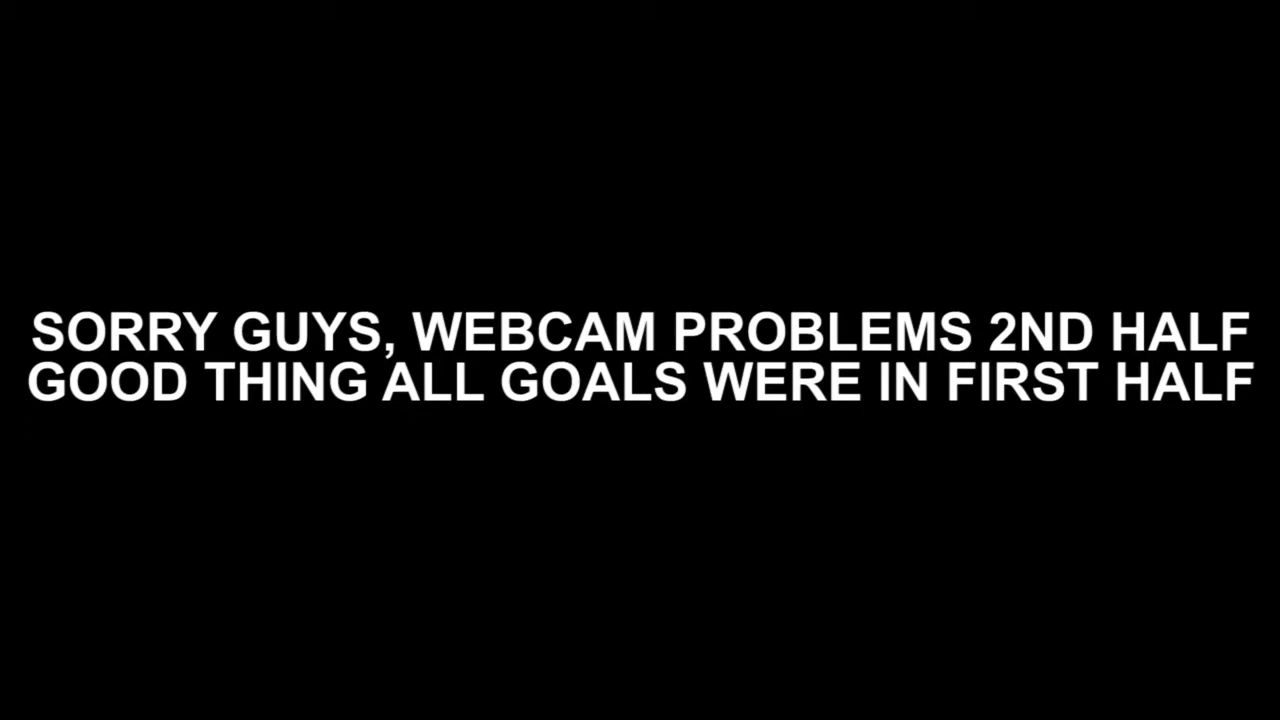 SORRY GUYS, WEBCAM PROBLEMS 2ND HALF
GOOD THING ALL GOALS WERE IN FIRST HALF